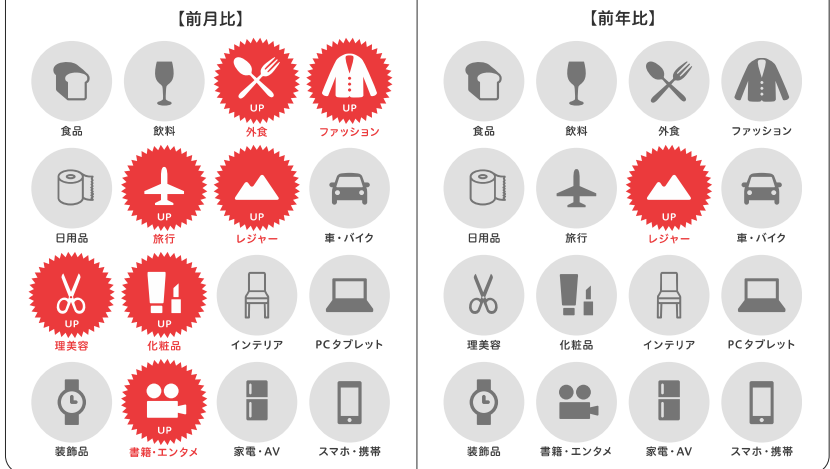 【前月比】
食品
飲料
UP
外食
UP
ファッション
日用品
UP
旅行
UP
レジャー
車・バイク
UP
理美容
UP
化粧品
インテリア
PCタブレット
装飾品
UP
書籍・エンタメ
家電・AV
スマホ・携帯
【前年比】
食品
飲料
外食
ファッション
日用品
旅行
UP
レジャー
車・バイク
理美容
化粧品
インテリア
PCタブレット
装飾品
書籍・エンタメ
家電・AV
スマホ・携帯